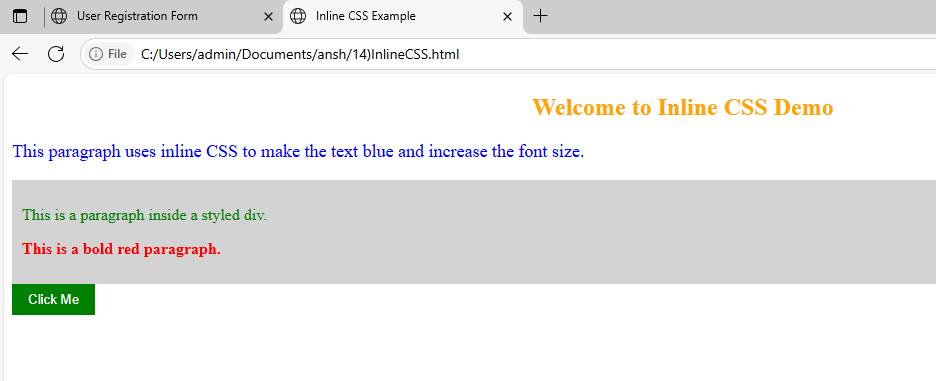 User Registration Form
Inline CSS Example
File
C:/Users/admin/Documents/ansh/14)InlineCSS.html
Welcome to Inline CSS Demo
This paragraph uses inline CSS to make the text blue and increase the font size.
This is a paragraph inside a styled div.
This is a bold red paragraph.
Click Me